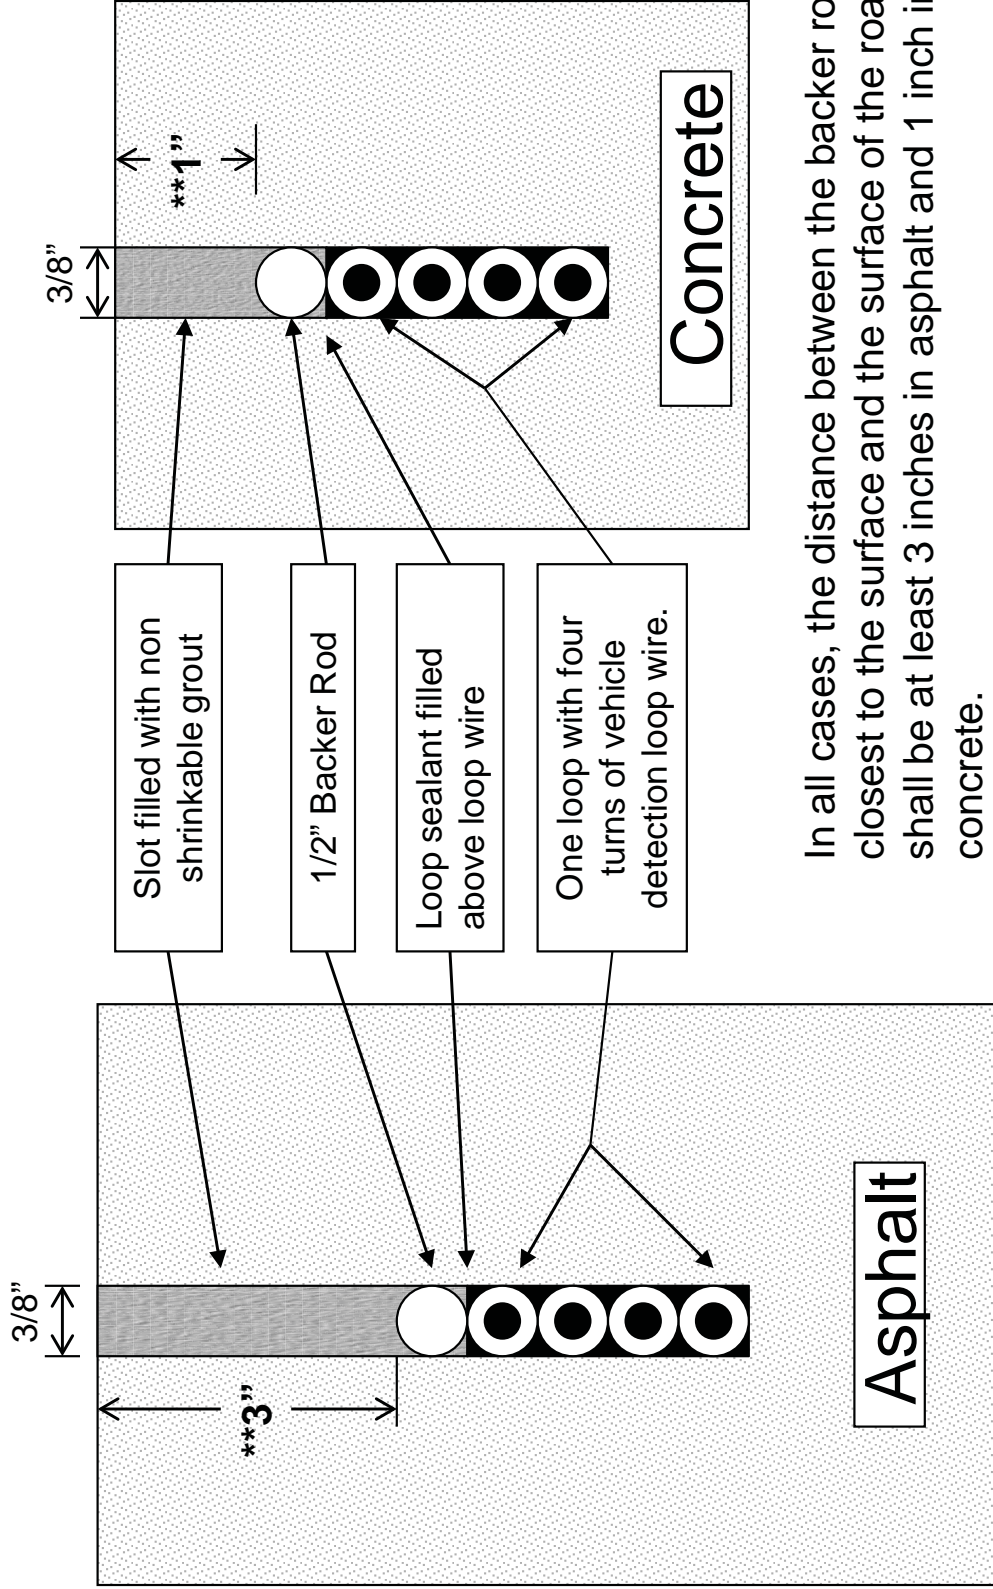 3/8”
**3”
Asphalt
Slot filled with non
shrinkable grout
1/2” Backer Rod
Loop sealant filled
above loop wire
One loop with four
turns of vehicle
detection loop wire.
3/8”
**1”
Concrete
In all cases, the distance between the backer
closest to the surface and the surface of the
shall be at least 3 inches in asphalt and 1 inch
concrete.